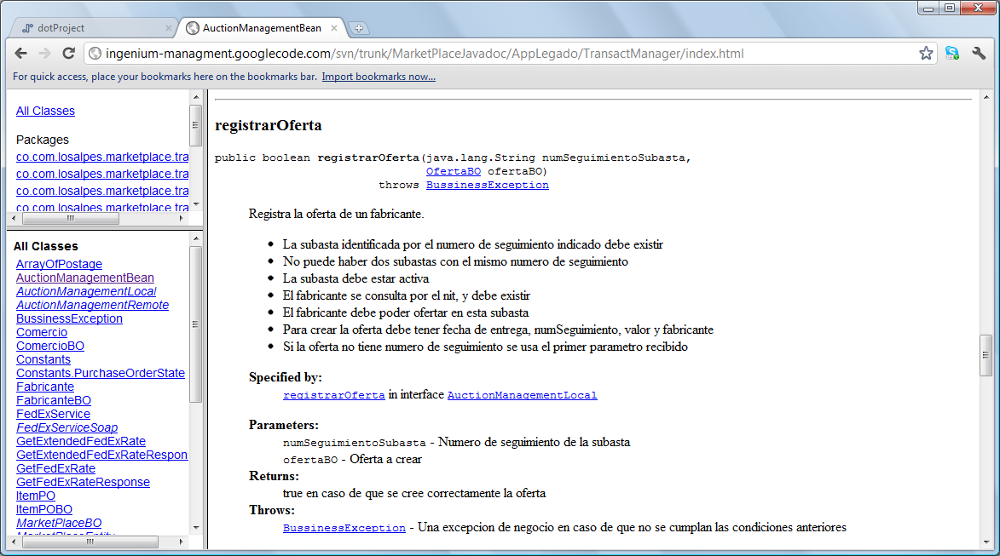 dotProject
AuctionManagementBean
ingenium-managment.googlecode.com/svn/trunk/MarketPlaceJavadoc/AppLegado/TransactManager/index.html
For quick access, place your bookmarks here on the bookmarks bar. Import bookmarks now...
All Classes
Packages
co.com.losalpes.marketplace.tra
co.com.losalpes.marketplace.tra
co.com.losalpes.marketplace.tra
co.com.losalpes.marketplace.tra
All Classes
ArrayOfPostage
AuctionManagementBean
AuctionManagementLocal
AuctionManagementRemote
BussinessException
Comercio
ComercioBO
Constants
Constants.PurchaseOrderState
Fabricante
FabricanteBO
FedExService
FedExServiceSoap
GetExtendedFedExRate
GetExtendedFedExRateRespon
GetFedExRate
GetFedExRateResponse
ItemPO
ItemPOBO
MarketPlaceBO
MarketPlaceEntity
registrarOferta
public boolean registrarOferta(java.lang.String numSeguimientoSubasta,
OfertaBO ofertaBO)
throws BussinessException
Registra la oferta de un fabricante.
La subasta identificada por el numero de seguimiento indicado debe existir
No puede haber dos subastas con el mismo numero de seguimiento
La subasta debe estar activa
El fabricante se consulta por el nit, y debe existir
El fabricante debe poder ofertar en esta subasta
Para crear la oferta debe tener fecha de entrega, numSeguimiento, valor y fabricante
Si la oferta no tiene numero de seguimiento se usa el primer parametro recibido
Specified by:
registrarOferta in interface AuctionManagementLocal
Parameters:
numSeguimientoSubasta - Numero de seguimiento de la subasta
ofertaBO - Oferta a crear
Returns:
true en caso de que se cree correctamente la oferta
Throws:
BussinessException - Una excepcion de negocio en caso de que no se cumplan las condiciones anteriores